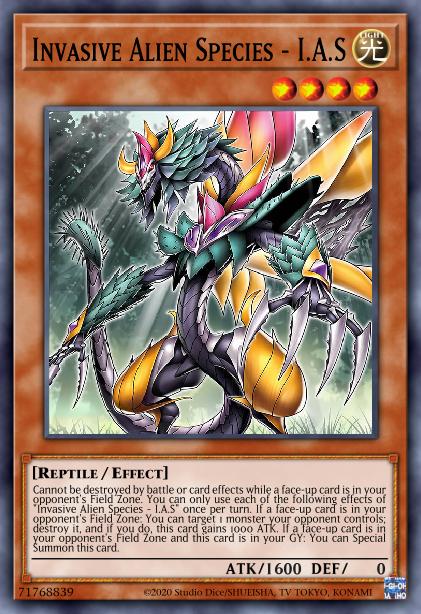 INVASIVE ALIEN SPECIES - I.A.S
LIGHT
光
[REPTILE / EFFECT]
Cannot be destroyed by battle or card effects while a face-up card is in your
opponent's Field Zone. You can only use each of the following effects of
"Invasive Alien Species - I.A.S" once per turn. If a face-up card is in your
opponent's Field Zone: You can target 1 monster your opponent controls;
destroy it, and if you do, this card gains 1000 ATK. If a face-up card is in
your opponent's Field Zone and this card is in your GY: You can Special
Summon this card.
ATK/1600 DEF/ 0
71768839
©2020 Studio Dice/SHUEISHA, TV TOKYO, KONAMI